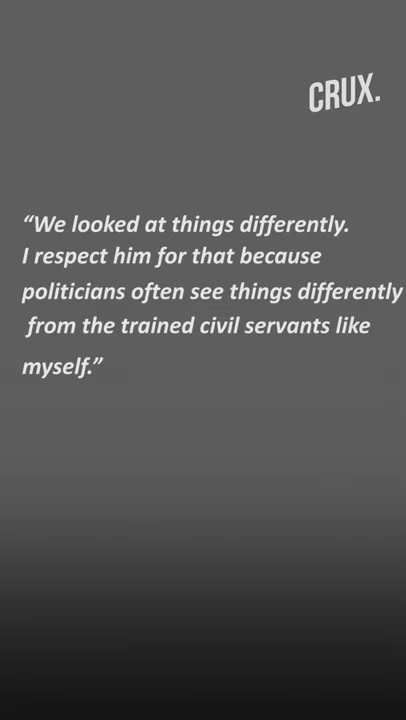 CRUX.
“We looked at things differently.
I respect him for that because
politicians often see things differently
from the trained civil servants like
myself.”